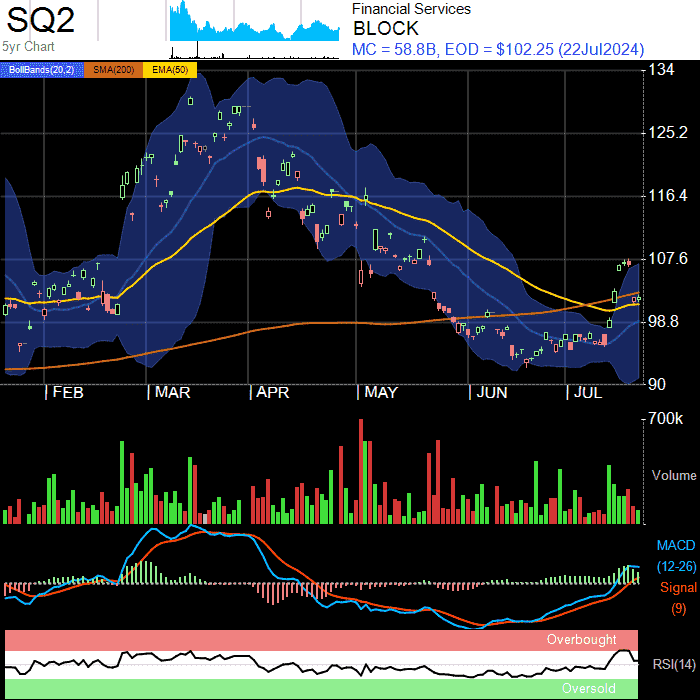 SQ2
5yr Chart
Financial Services
BLOCK
MC = 58.8B, EOD = $102.25 (22Jul2024)
BollBands(20,2) SMA(200) EMA(50)
134
125.2
116.4
107.6
98.8
90
FEB MAR APR MAY JUN JUL
700k
Volume
MACD
(12-26)
Signal
(9)
Overbought
RSI(14)
Oversold